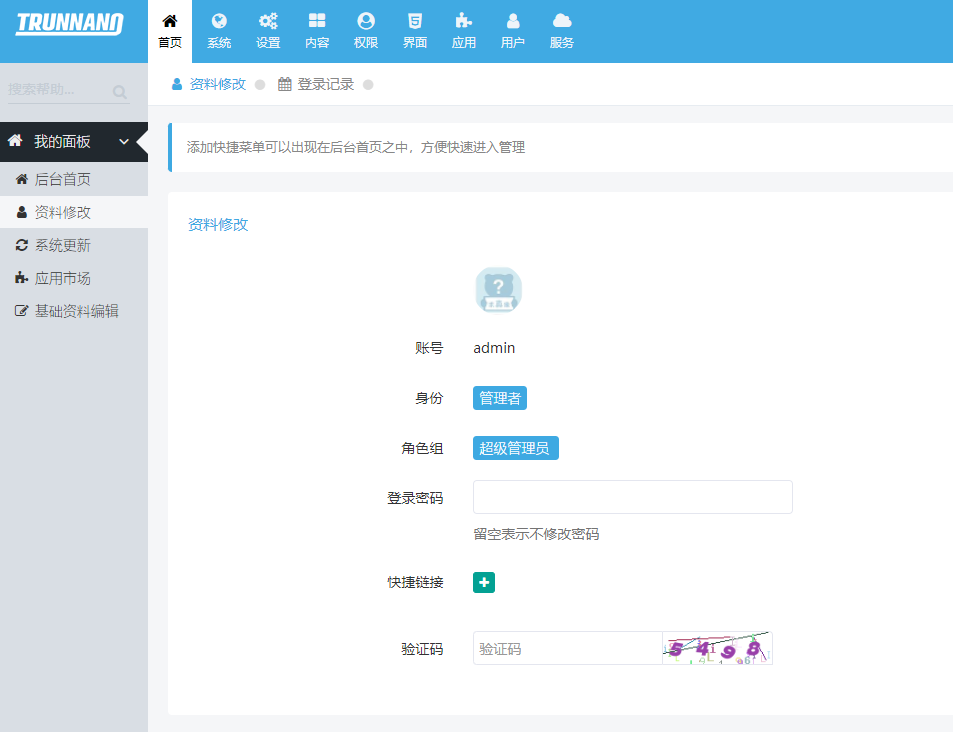 TRUNNANO
首页 系统 设置 内容 权限 界面 应用 用户 服务
搜索帮助...
资料修改 登录记录
我的面板
后台首页
资料修改
系统更新
应用市场
基础资料编辑
添加快捷菜单可以出现在后台首页之中，方便快速进入管理
资料修改
账号 admin
身份 管理者
角色组 超级管理员
登录密码
留空表示不修改密码
快捷链接
验证码 验证码 5498